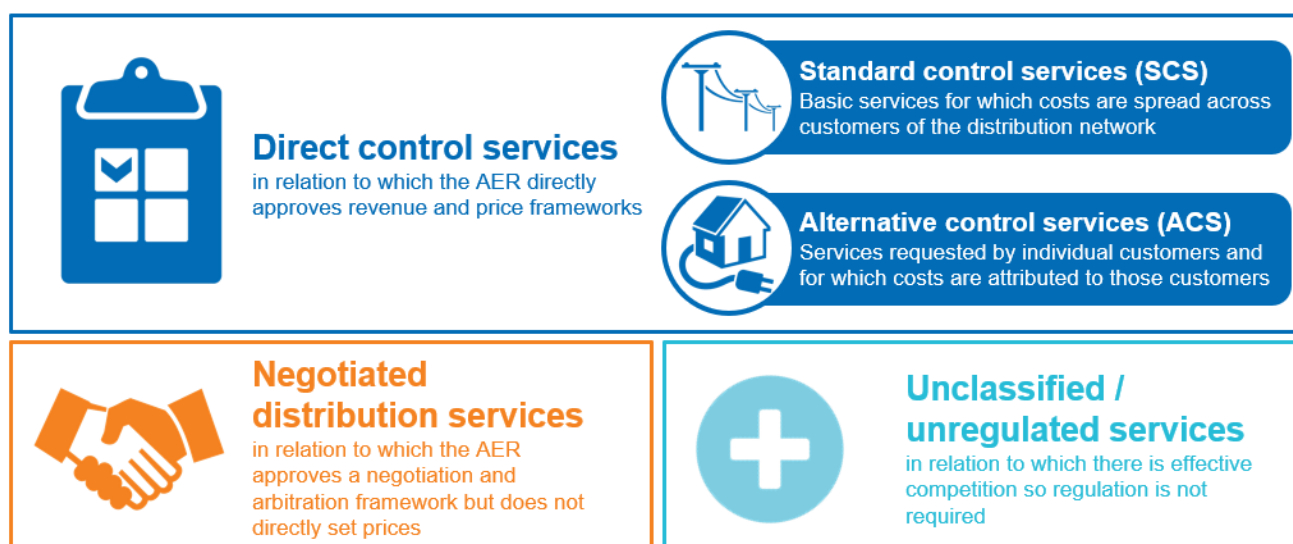 Direct control services
in relation to which the AER directly
approves revenue and price frameworks
Standard control services (SCS)
Basic services for which costs are spread across
customers of the distribution network
Alternative control services (ACS)
Services requested by individual customers and
for which costs are attributed to those customers
Negotiated
distribution services
in relation to which the AER
approves a negotiation and
arbitration framework but does not
directly set prices
Unclassified /
unregulated services
in relation to which there is effective
competition so regulation is not
required